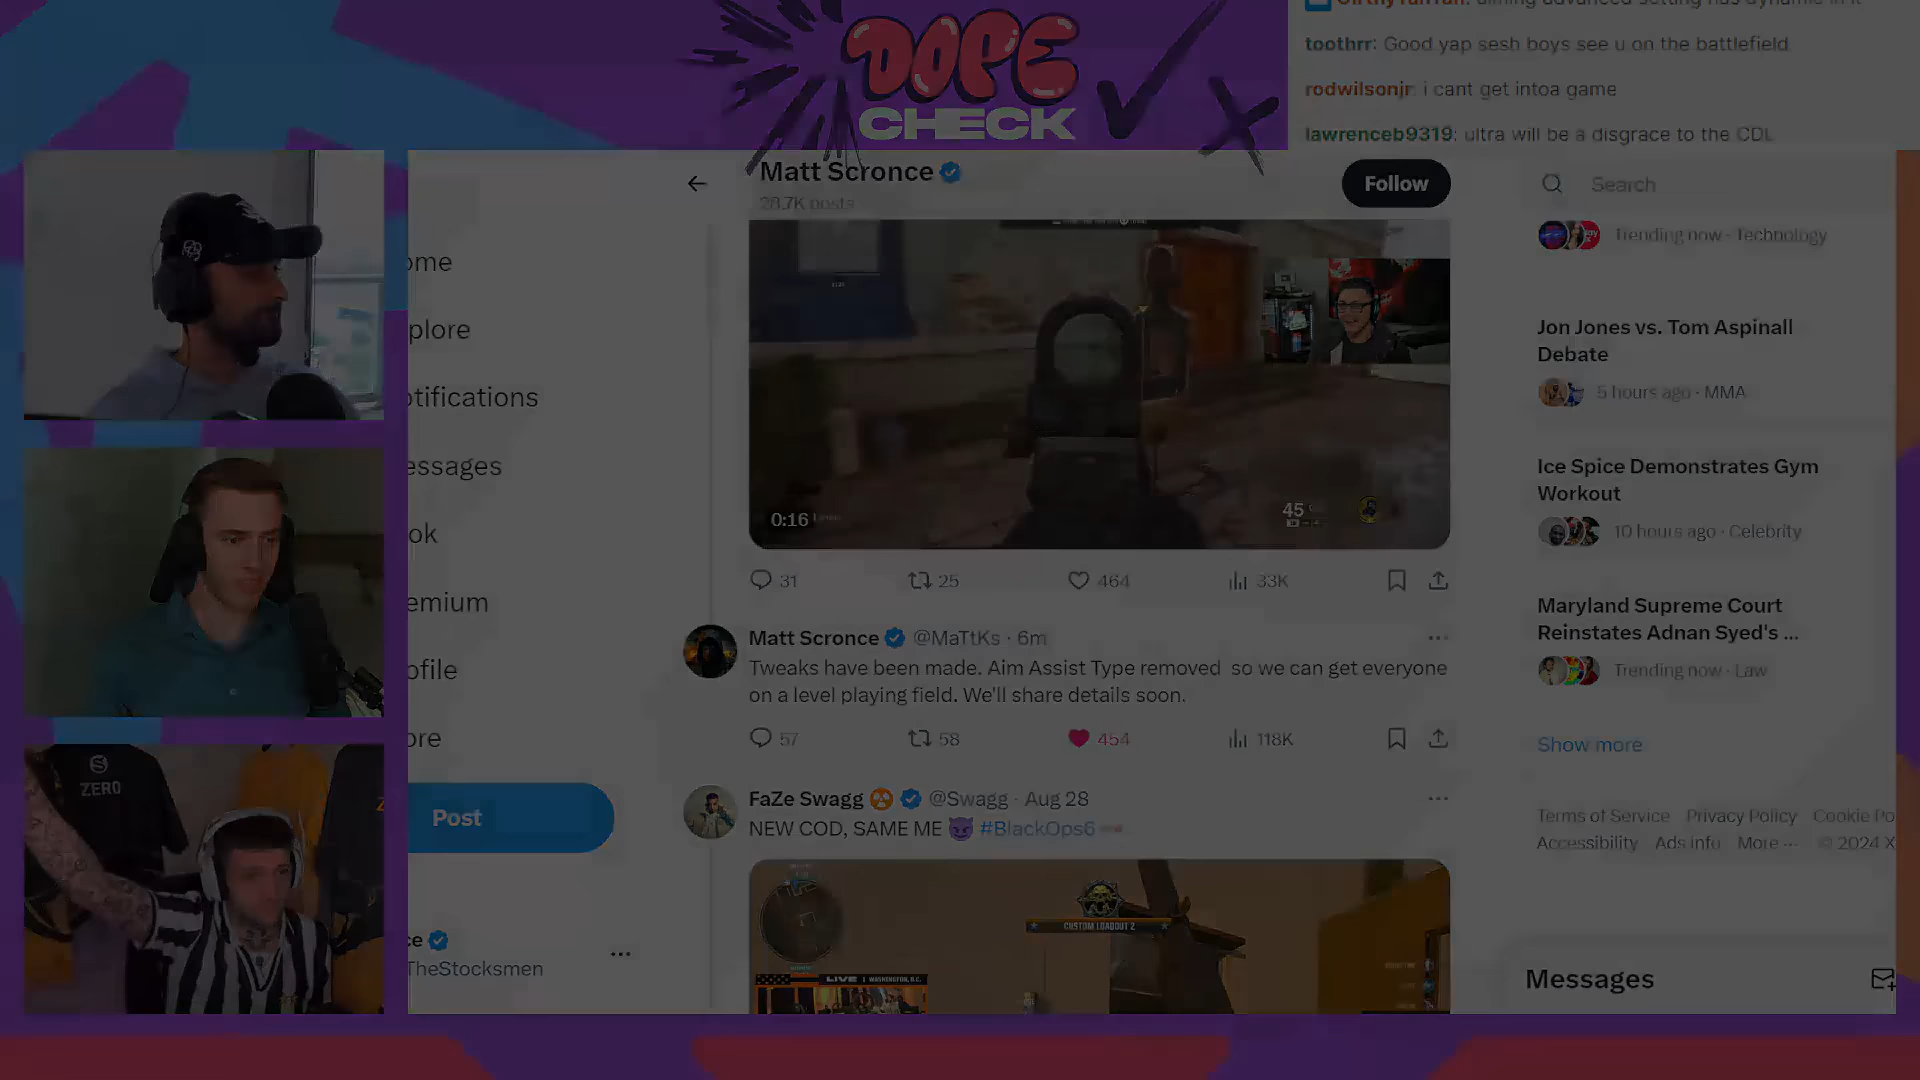 DOPE
CHECK
toothrr: Good yap sesh boys see u on the battlefield
rodwilsonjr: i cant get intoa game
lawrenceb9319: ultra will be a disgrace to the CDL
Matt Scronce
28.7K posts
Follow
Search
ome
plore
otifications
essages
ok
emium
ofile
ore
Post
ce
TheStocksmen
0:16
45
31
25
464
33K
Matt Scronce @MaTtKs · 6m
Tweaks have been made. Aim Assist Type removed so we can get everyone
on a level playing field. We'll share details soon.
57
58
454
118K
FaZe Swagg @Swagg · Aug 28
NEW COD, SAME ME 😈 #BlackOps6
CUSTOM LOADOUT 2
LIVE | WASHINGTON, D.C.
Trending now · Technology
Jon Jones vs. Tom Aspinall
Debate
5 hours ago · MMA
Ice Spice Demonstrates Gym
Workout
10 hours ago · Celebrity
Maryland Supreme Court
Reinstates Adnan Syed's ...
Trending now · Law
Show more
Terms of Service Privacy Policy Cookie Po
Accessibility Ads info More ··· © 2024 X
Messages
ZERO